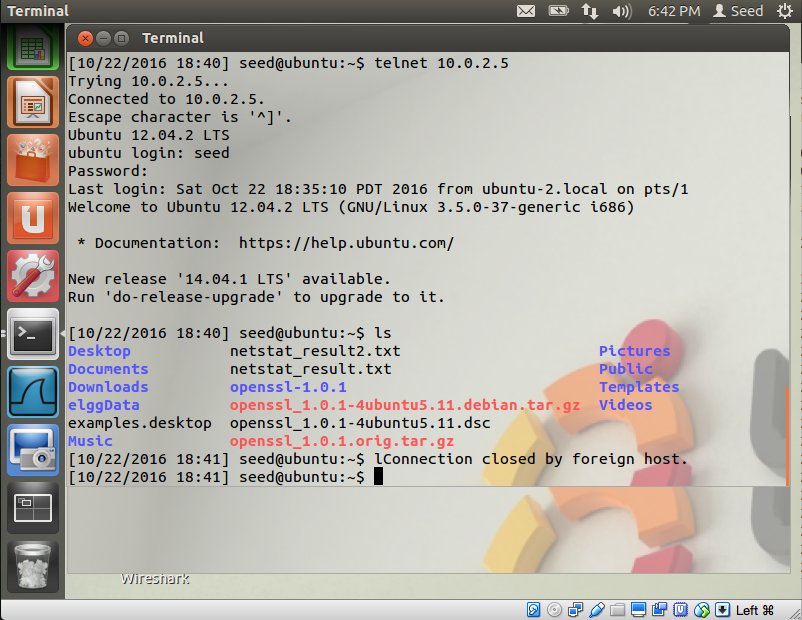 Terminal
6:42 PM
Seed
Terminal
[10/22/2016 18:40] seed@ubuntu:~$ telnet 10.0.2.5
Trying 10.0.2.5...
Connected to 10.0.2.5.
Escape character is '^]'.
Ubuntu 12.04.2 LTS
ubuntu login: seed
Password:
Last login: Sat Oct 22 18:35:10 PDT 2016 from ubuntu-2.local on pts/1
Welcome to Ubuntu 12.04.2 LTS (GNU/Linux 3.5.0-37-generic i686)
* Documentation:  https://help.ubuntu.com/
New release '14.04.1 LTS' available.
Run 'do-release-upgrade' to upgrade to it.
[10/22/2016 18:40] seed@ubuntu:~$ ls
Desktop netstat_result2.txt Pictures
Documents netstat_result.txt Public
Downloads openssl-1.0.1 Templates
elggData openssl_1.0.1-4ubuntu5.11.debian.tar.gz Videos
examples.desktop openssl_1.0.1-4ubuntu5.11.dsc
Music openssl_1.0.1.orig.tar.gz
[10/22/2016 18:41] seed@ubuntu:~$ lConnection closed by foreign host.
[10/22/2016 18:41] seed@ubuntu:~$
Wireshark
Left ⌘